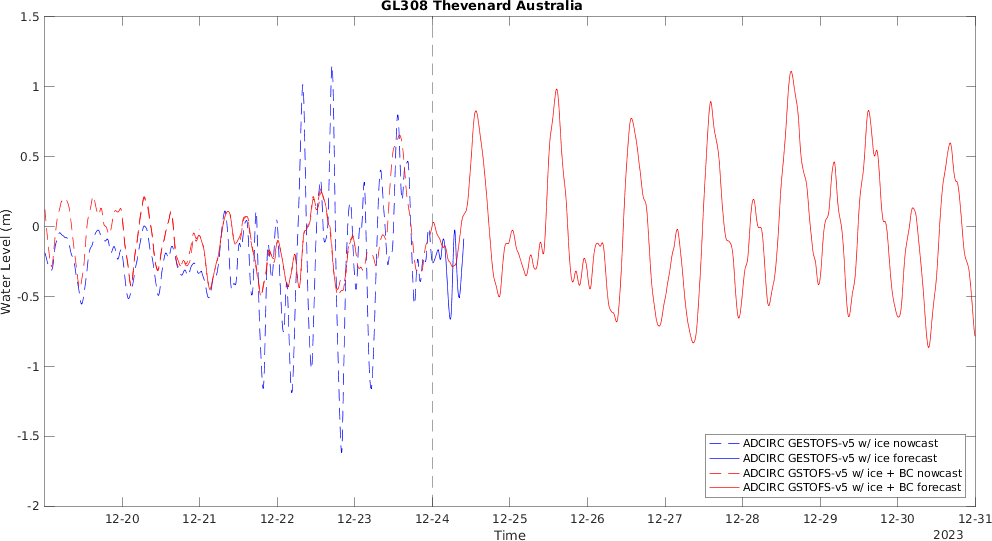 GL308 Thevenard Australia
1.5
1
0.5
0
-0.5
-1
-1.5
-2
Water Level (m)
ADCIRC GESTOFS-v5 w/ ice nowcast
ADCIRC GESTOFS-v5 w/ ice forecast
ADCIRC GSTOFS-v5 w/ ice + BC nowcast
ADCIRC GSTOFS-v5 w/ ice + BC forecast
12-20 12-21 12-22 12-23 12-24 12-25 12-26 12-27 12-28 12-29 12-30 12-31
Time
2023